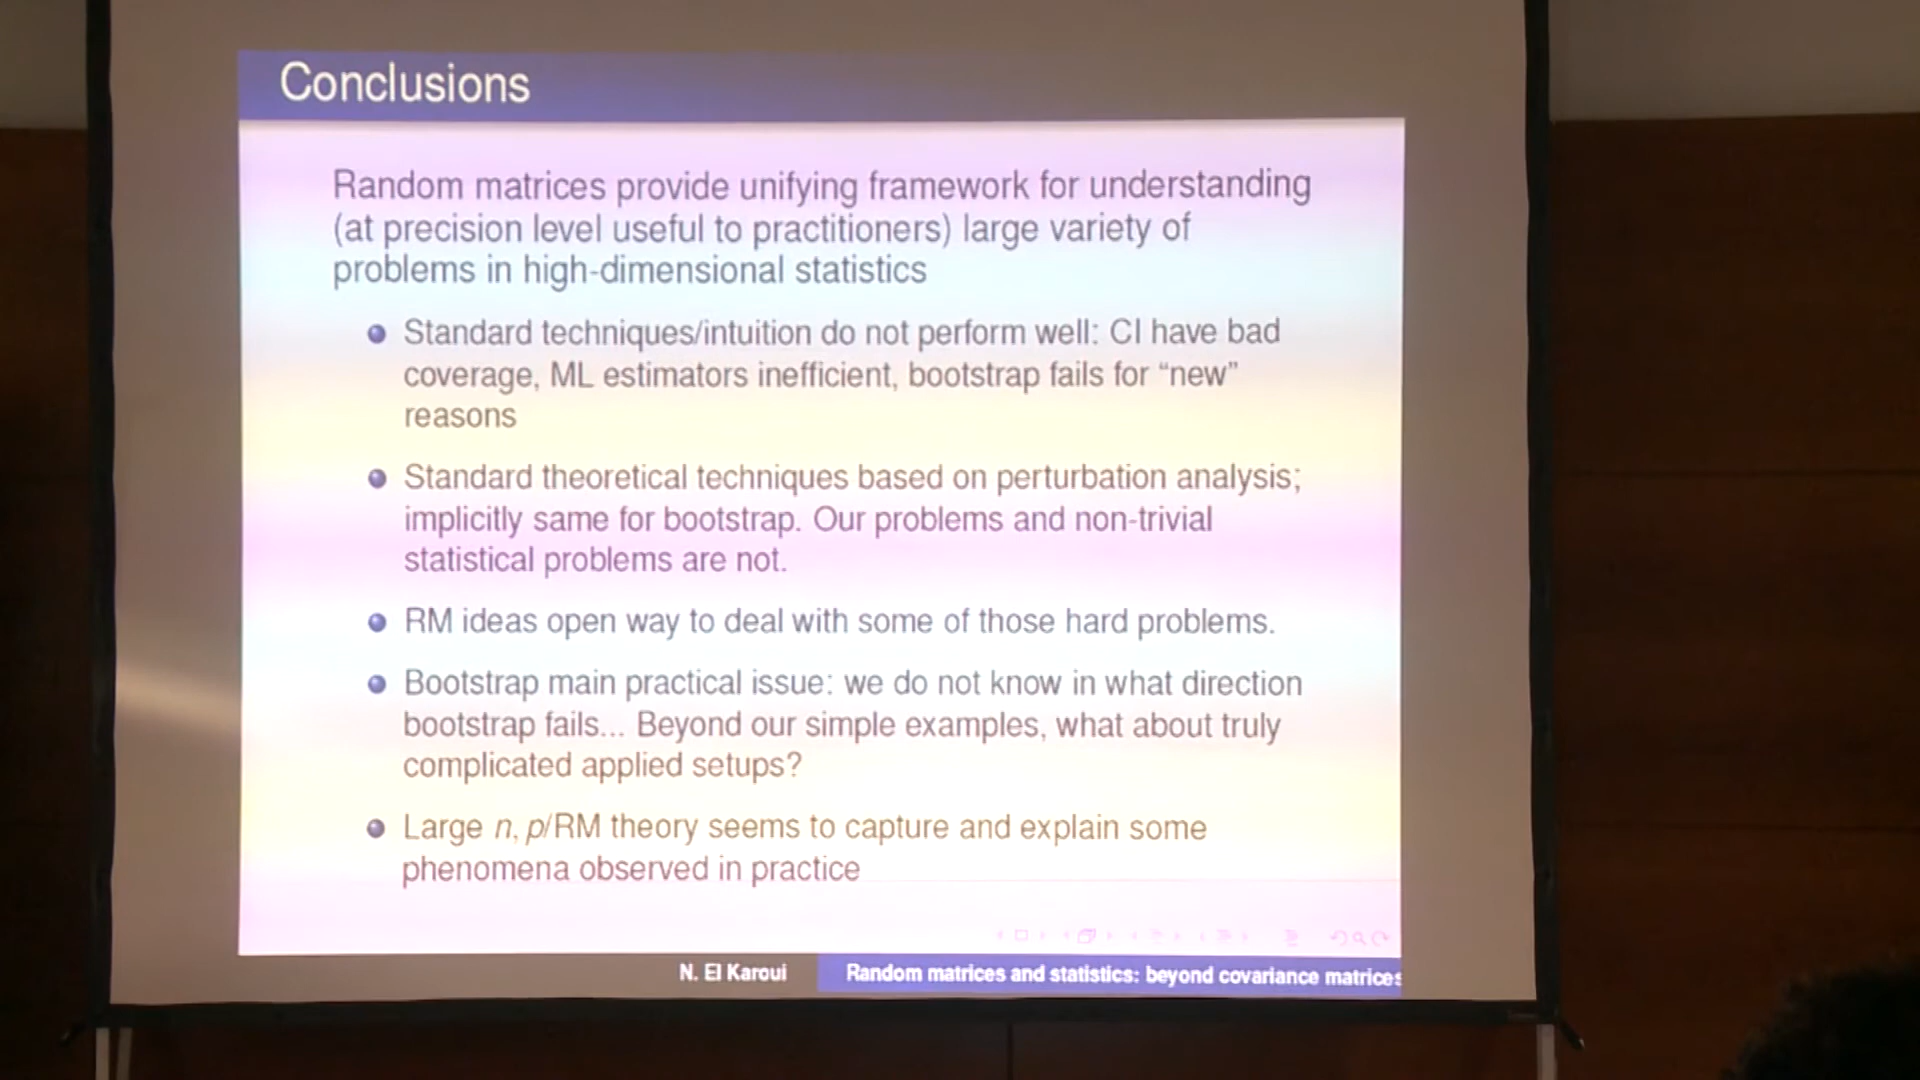 Conclusions
Random matrices provide unifying framework for understanding
(at precision level useful to practitioners) large variety of
problems in high-dimensional statistics
Standard techniques/intuition do not perform well: CI have bad
coverage, ML estimators inefficient, bootstrap fails for “new”
reasons
Standard theoretical techniques based on perturbation analysis;
implicitly same for bootstrap. Our problems and non-trivial
statistical problems are not.
RM ideas open way to deal with some of those hard problems.
Bootstrap main practical issue: we do not know in what direction
bootstrap fails... Beyond our simple examples, what about truly
complicated applied setups?
Large n, p/RM theory seems to capture and explain some
phenomena observed in practice
N. El Karoui
Random matrices and statistics: beyond covariance matrices